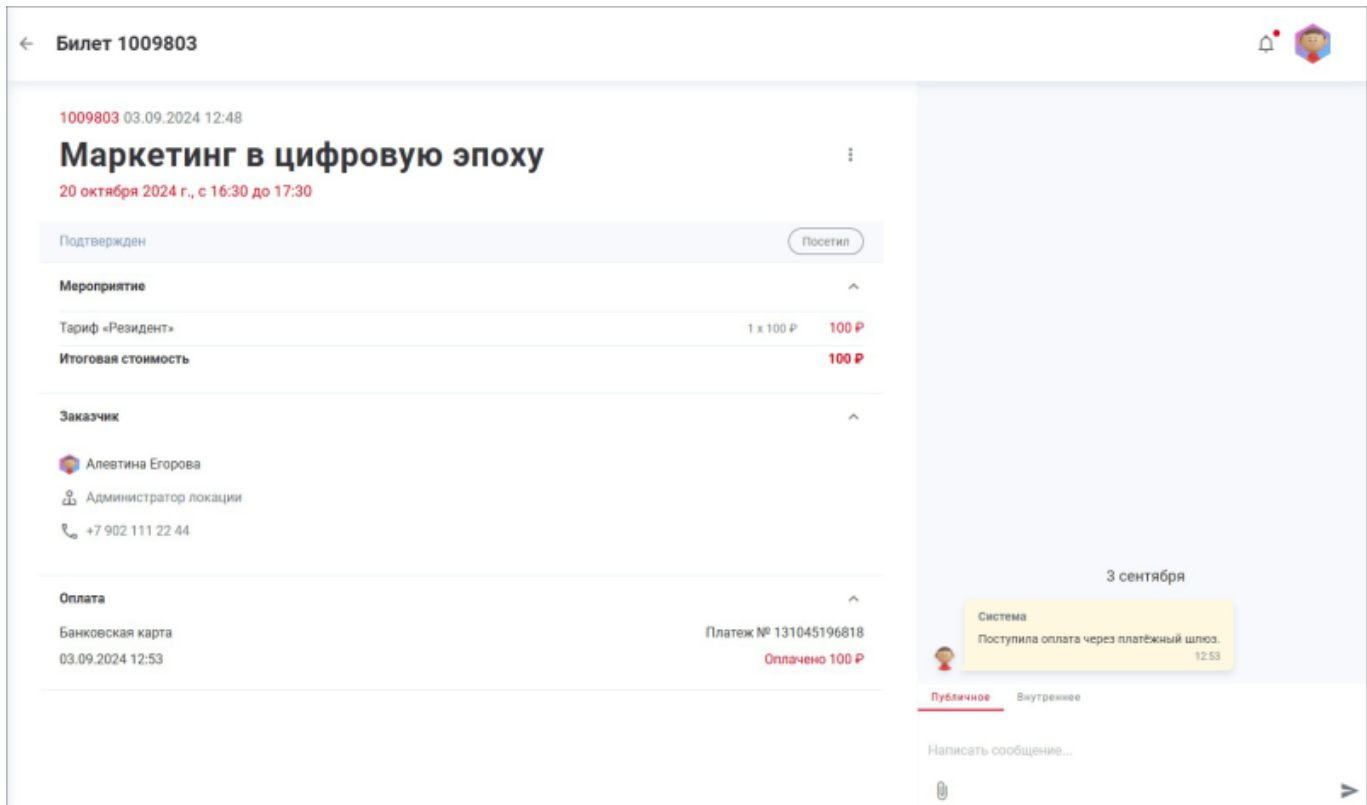 Билет 1009803
1009803 03.09.2024 12:48
Маркетинг в цифровую эпоху
20 октября 2024 г., с 16:30 до 17:30
Подтвержден
Посетил
Мероприятие
Тариф «Резидент» 1 x 100 ₽ 100 ₽
Итоговая стоимость 100 ₽
Заказчик
Алевтина Егорова
Администратор локации
+7 902 111 22 44
Оплата
Банковская карта Платеж № 131045196818
03.09.2024 12:53 Оплачено 100 ₽
3 сентября
Система
Поступила оплата через платёжный шлюз.
12:53
Публичное Внутреннее
Написать сообщение...